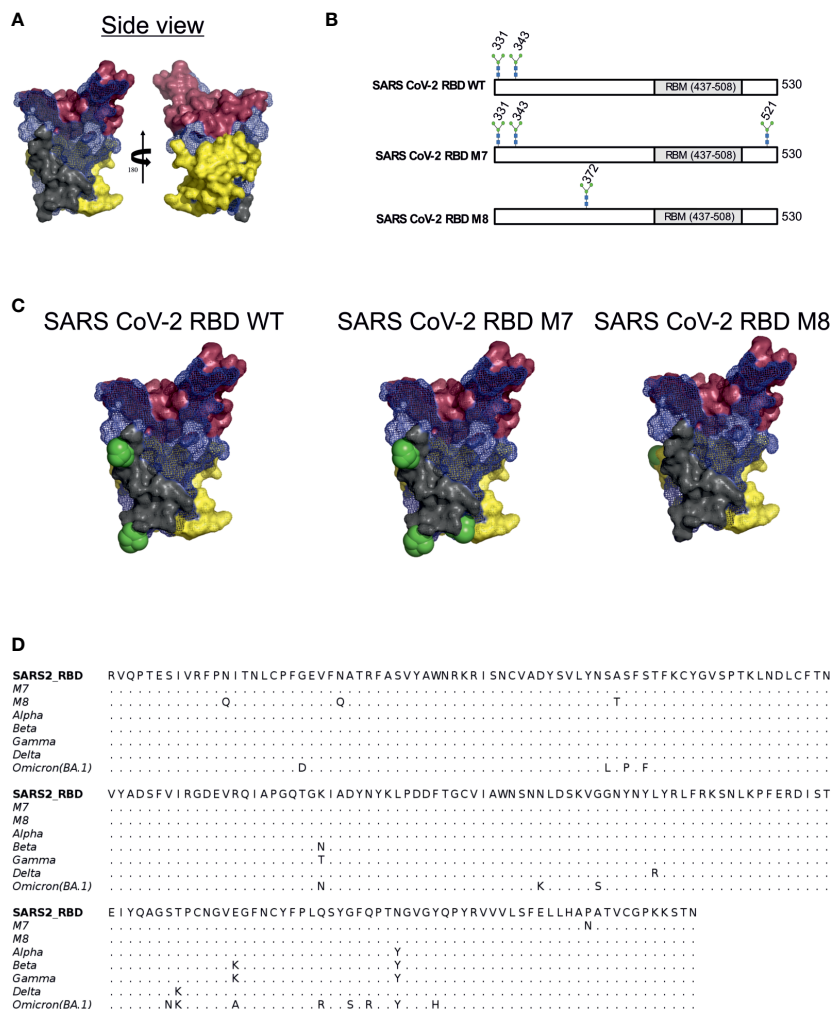 A
Side view
180
B
331
343
SARS CoV-2 RBD WT
RBM (437-508)
530
331
343
521
SARS CoV-2 RBD M7
RBM (437-508)
530
372
SARS CoV-2 RBD M8
RBM (437-508)
530
C
SARS CoV-2 RBD WT
SARS CoV-2 RBD M7
SARS CoV-2 RBD M8
D
SARS2_RBD RVQPTESIVRFPNITNLCPFGEVFNATRFASVYAWNRKRISNCVADYSVLYNSASFSTFKCYGVSPTKLNDLCFTN
M7 ............................................................................
M8 ............Q...........Q............................T......................
Alpha ............................................................................
Beta ............................................................................
Gamma ............................................................................
Delta ............................................................................
Omicron(BA.1) ....................D...............................L.P.F...................
SARS2_RBD VYADSFVIRGDEVRQIAPGQTGKIADYNYKLPDDFTGCVIAWNSNNLDSKVGGNYNYLYRLFRKSNLKPFERDIST
M7 ............................................................................
M8 ............................................................................
Alpha ............................................................................
Beta ......................N.....................................................
Gamma ......................T.....................................................
Delta .........................................................R..................
Omicron(BA.1) ......................N......................K.....S........................
SARS2_RBD EIYQAGSTPCNGVEGFNCYFPLQSYGFQPTNGVGYQPYRVVVLSFELLHAPATVCGPKKSTN
M7 ..................................................N...........
M8 ..............................................................
Alpha ..............................Y...............................
Beta .............K................Y...............................
Gamma .............K................Y...............................
Delta .......K......................................................
Omicron(BA.1) ......NK.....A........R..S.R..Y...H...........................